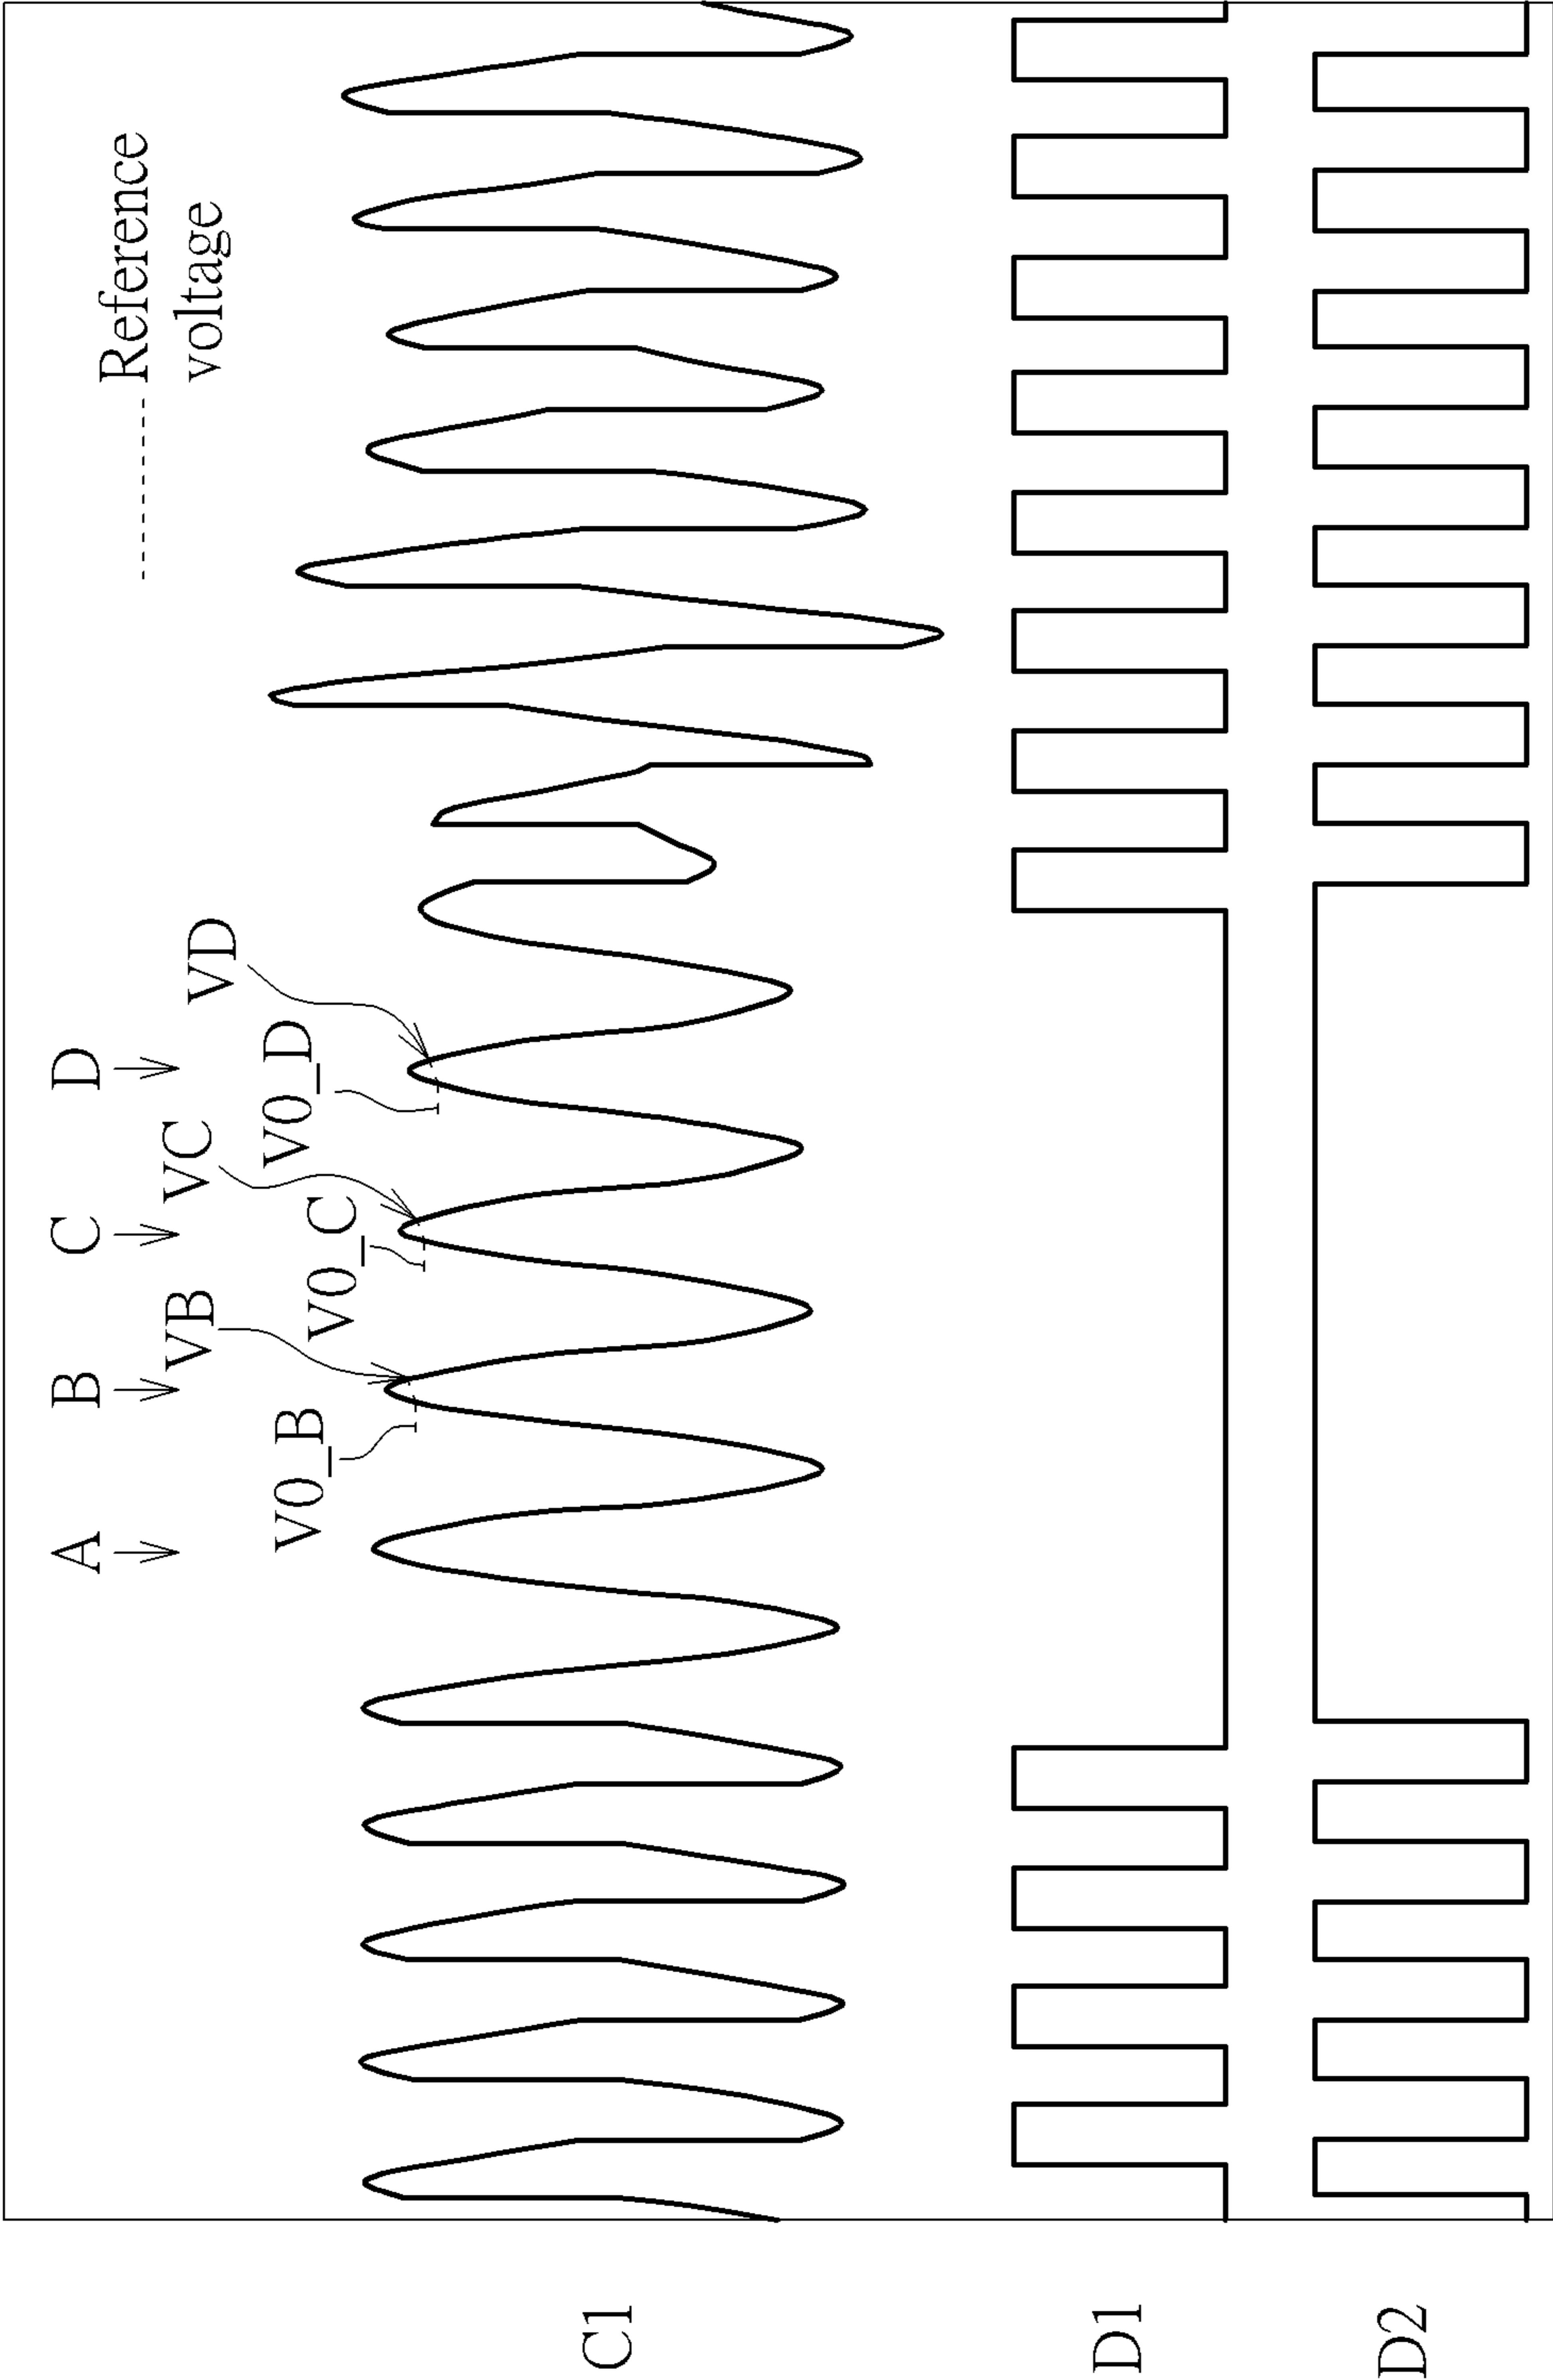 A
B
C
D
VB
VC
VD
V0_B
V0_C
V0_D
Reference
voltage
C1
D1
D2